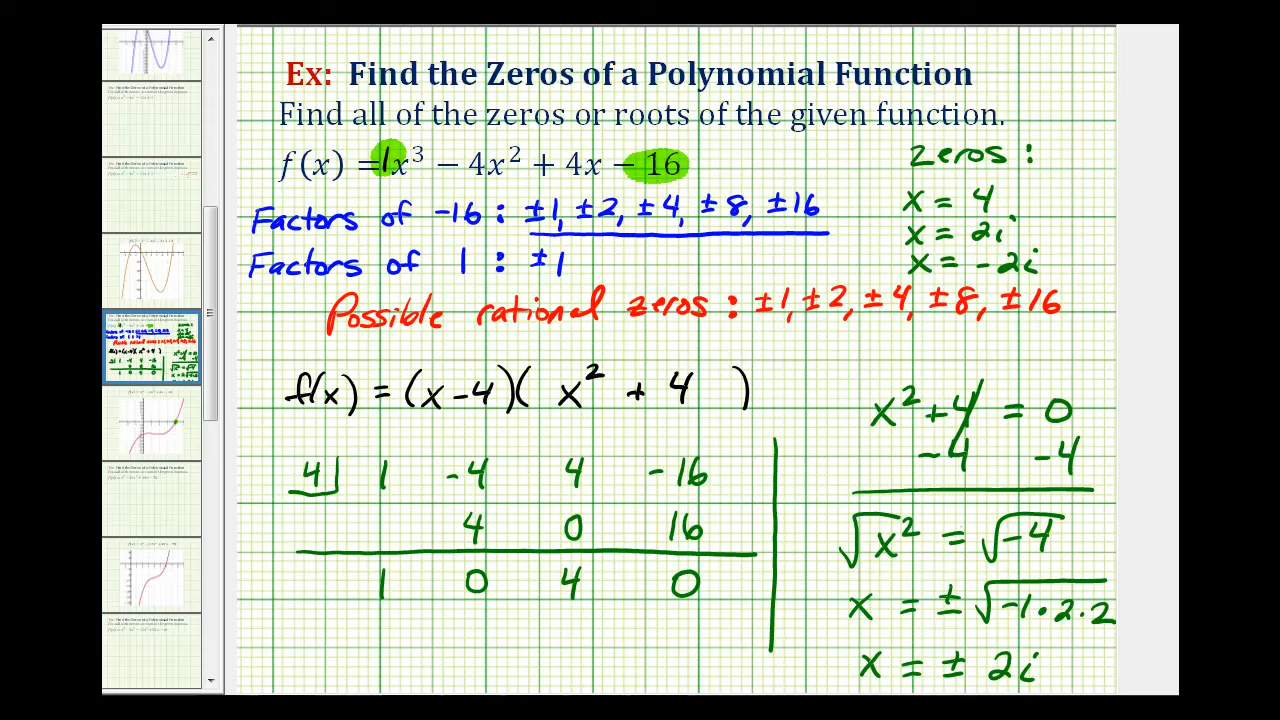 Ex: Find the Zeros of a Polynomial Function
Find all of the zeros or roots of the given function.
f(x) = 1x³ − 4x² + 4x − 16
Factors of -16 : ±1, ±2, ±4, ±8, ±16
Factors of 1 : ±1
Possible rational zeros : ±1, ±2, ±4, ±8, ±16
zeros :
x = 4
x = 2i
x = -2i
f(x) = (x-4)( x² + 4 )
4 1 -4 4 -16
4 0 16
1 0 4 0
x² + 4 = 0
-4 -4
√x² = √-4
x = ± √-1·2·2
x = ± 2i